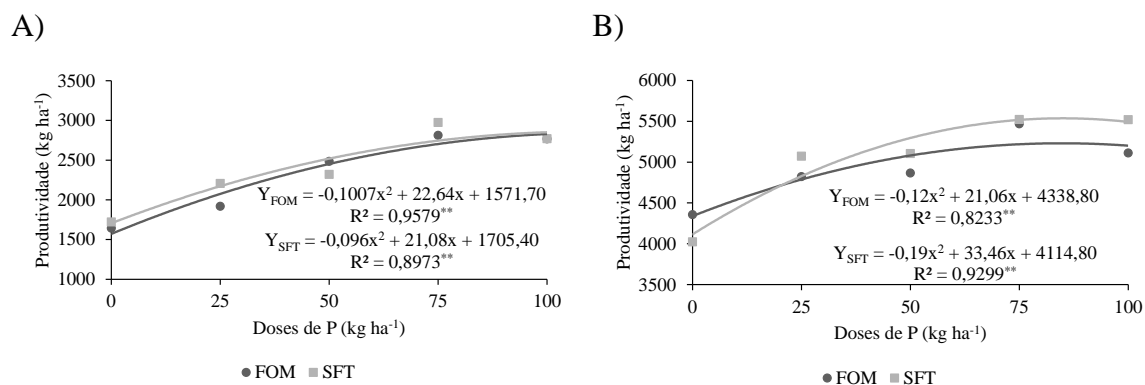 A)
3500
3000
2500
2000
1500
1000
Produtividade (kg ha-1)
Y_FOM = -0,1007x² + 22,64x + 1571,70
R² = 0,9579**
Y_SFT = -0,096x² + 21,08x + 1705,40
R² = 0,8973**
0 25 50 75 100
Doses de P (kg ha-1)
FOM SFT
B)
6000
5500
5000
4500
4000
3500
Produtividade (kg ha-1)
Y_FOM = -0,12x² + 21,06x + 4338,80
R² = 0,8233**
Y_SFT = -0,19x² + 33,46x + 4114,80
R² = 0,9299**
0 25 50 75 100
Doses de P (kg ha-1)
FOM SFT